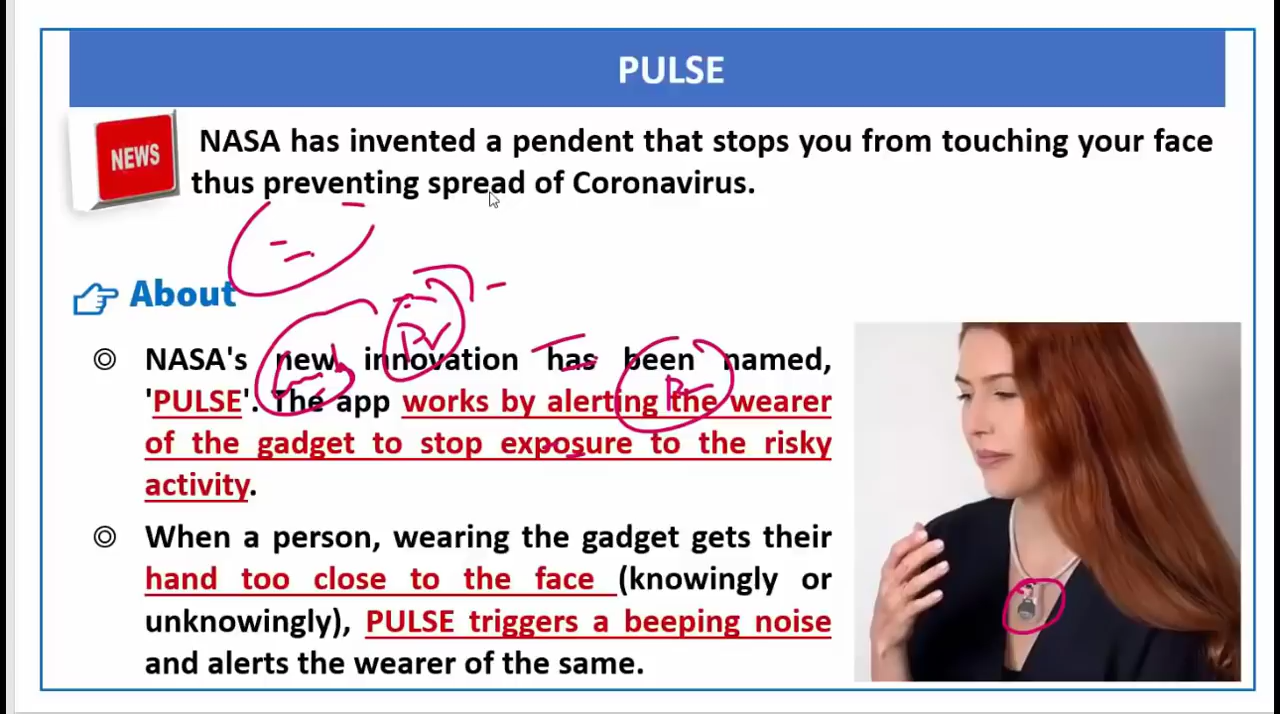 PULSE
NEWS
NASA has invented a pendent that stops you from touching your face
thus preventing spread of Coronavirus.
About
NASA's new innovation has been named,
'PULSE'. The app works by alerting the wearer
of the gadget to stop exposure to the risky
activity.
When a person, wearing the gadget gets their
hand too close to the face (knowingly or
unknowingly), PULSE triggers a beeping noise
and alerts the wearer of the same.